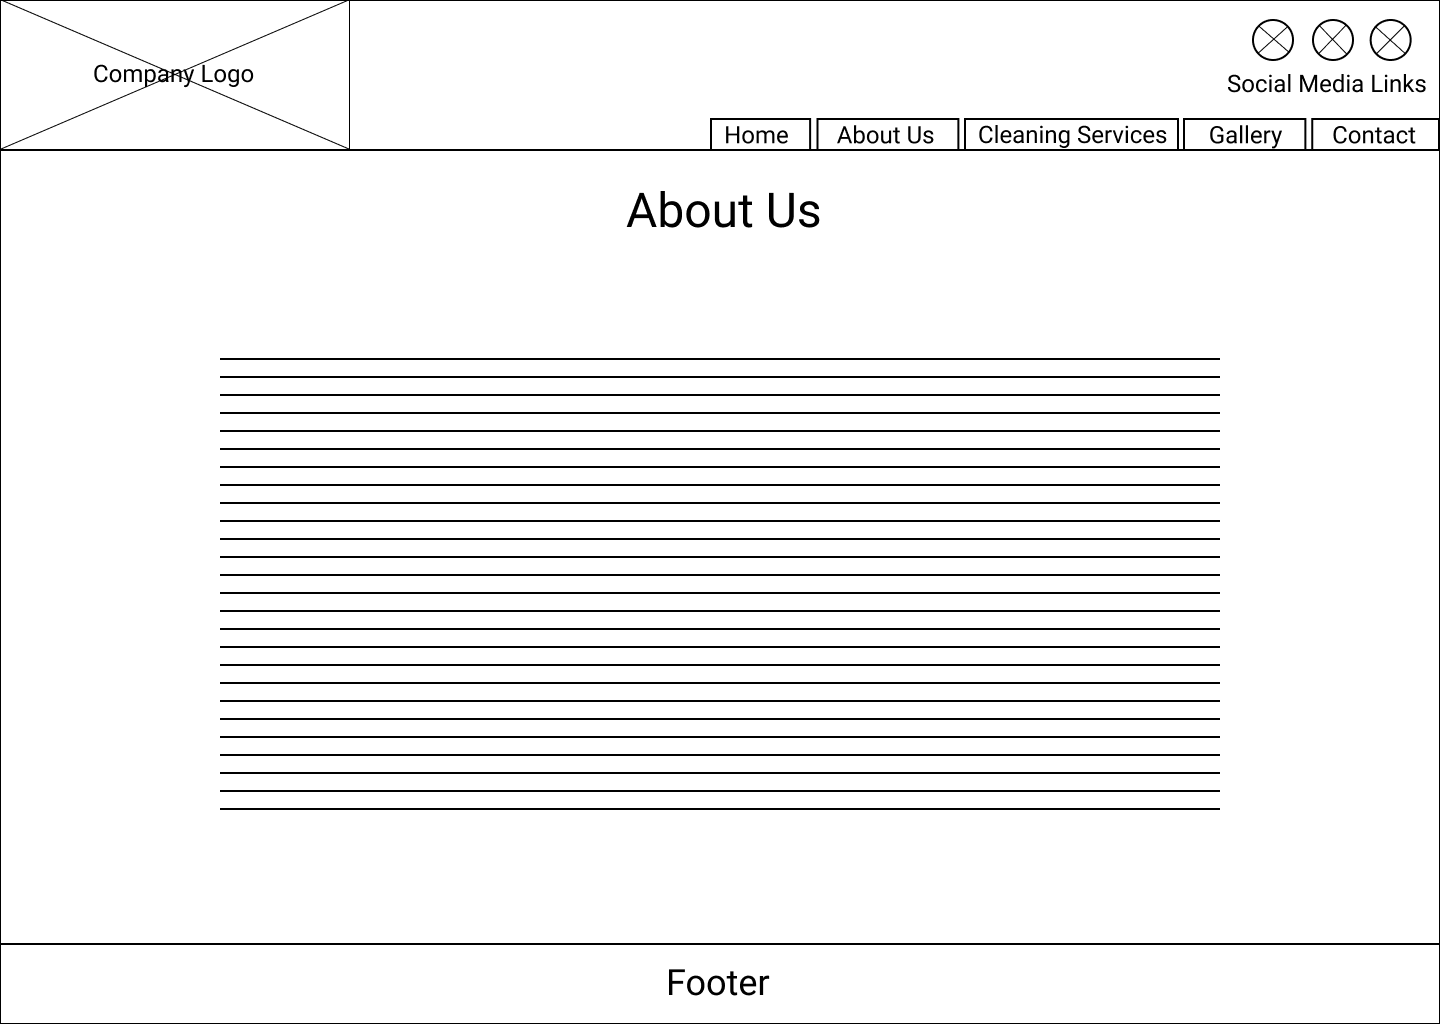 Company Logo
Social Media Links
Home
About Us
Cleaning Services
Gallery
Contact
About Us
Footer